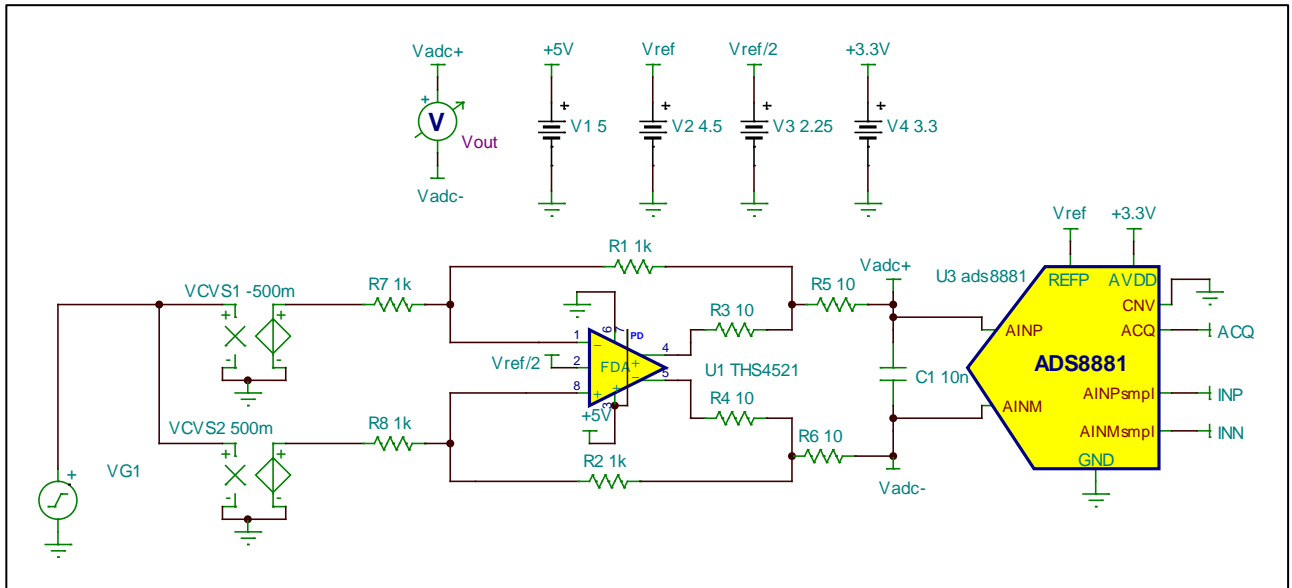 Vadc+
+5V
Vref
Vref/2
+3.3V
+
V
Vout
Vadc-
+
V1 5
+
V2 4.5
+
V3 2.25
+
V4 3.3
Vref
+3.3V
R1 1k
Vadc+
U3 ads8881
REFP
AVDD
CNV
ACQ
ACQ
VCVS1 -500m
R7 1k
R5 10
R3 10
+
+
-
-
AINP
ADS8881
1
6
7
PD
4
−
+
−
Vref/2
2
FDA
5
U1 THS4521
C1 10n
8
+
+
3
+5V
AINPsmpl
INP
AINM
R4 10
AINMsmpl
INN
VCVS2 500m
R8 1k
R6 10
+
+
-
-
R2 1k
GND
Vadc-
VG1
+